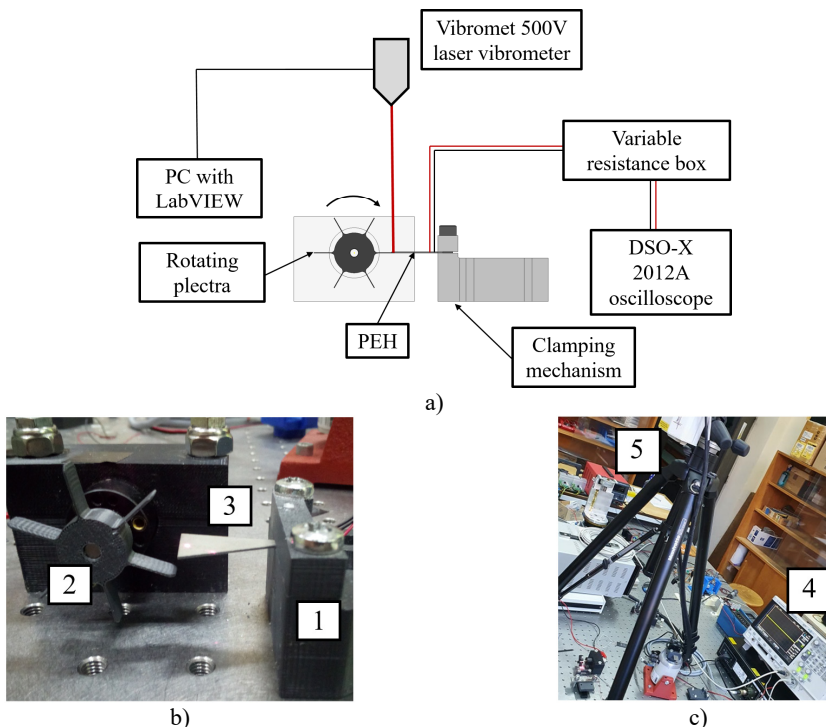 Vibromet 500V
laser vibrometer
Variable
resistance box
PC with
LabVIEW
Rotating
plectra
DSO-X
2012A
oscilloscope
PEH
Clamping
mechanism
a)
5
3
2
4
1
b)
c)